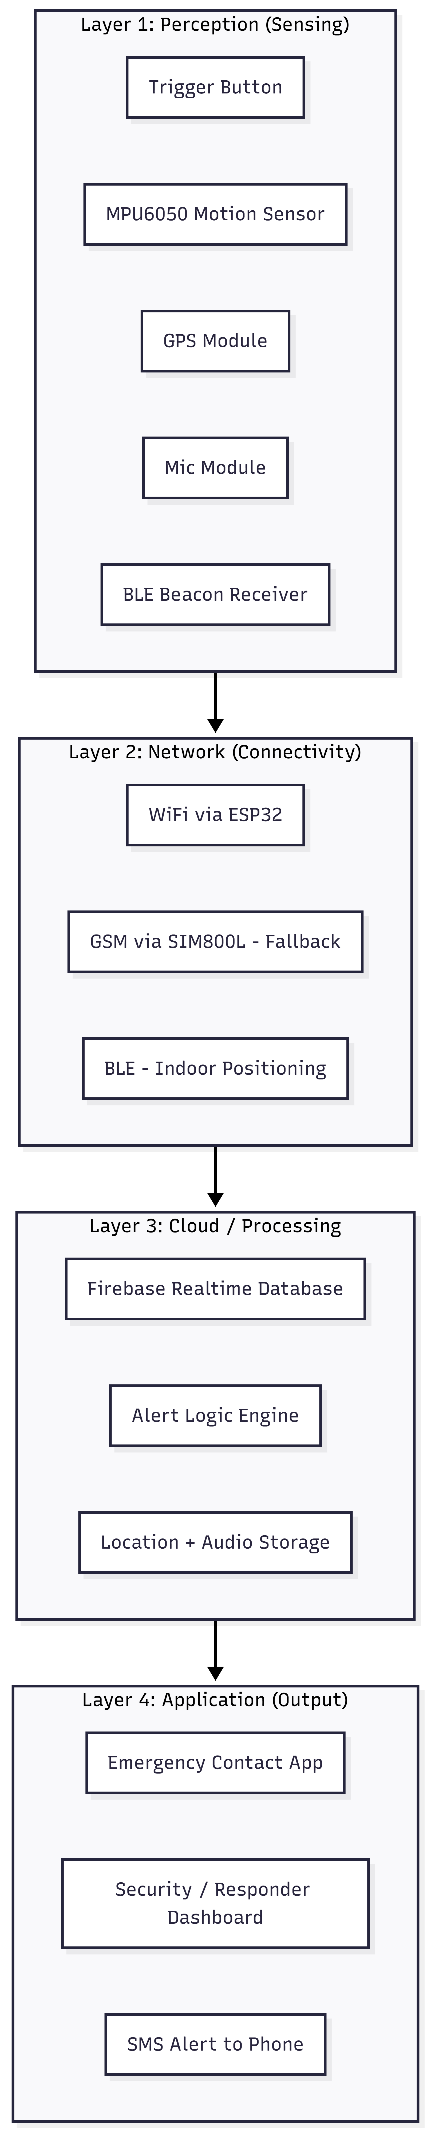 Layer 1: Perception (Sensing)
Trigger Button
MPU6050 Motion Sensor
GPS Module
Mic Module
BLE Beacon Receiver
Layer 2: Network (Connectivity)
WiFi via ESP32
GSM via SIM800L - Fallback
BLE - Indoor Positioning
Layer 3: Cloud / Processing
Firebase Realtime Database
Alert Logic Engine
Location + Audio Storage
Layer 4: Application (Output)
Emergency Contact App
Security / Responder
Dashboard
SMS Alert to Phone